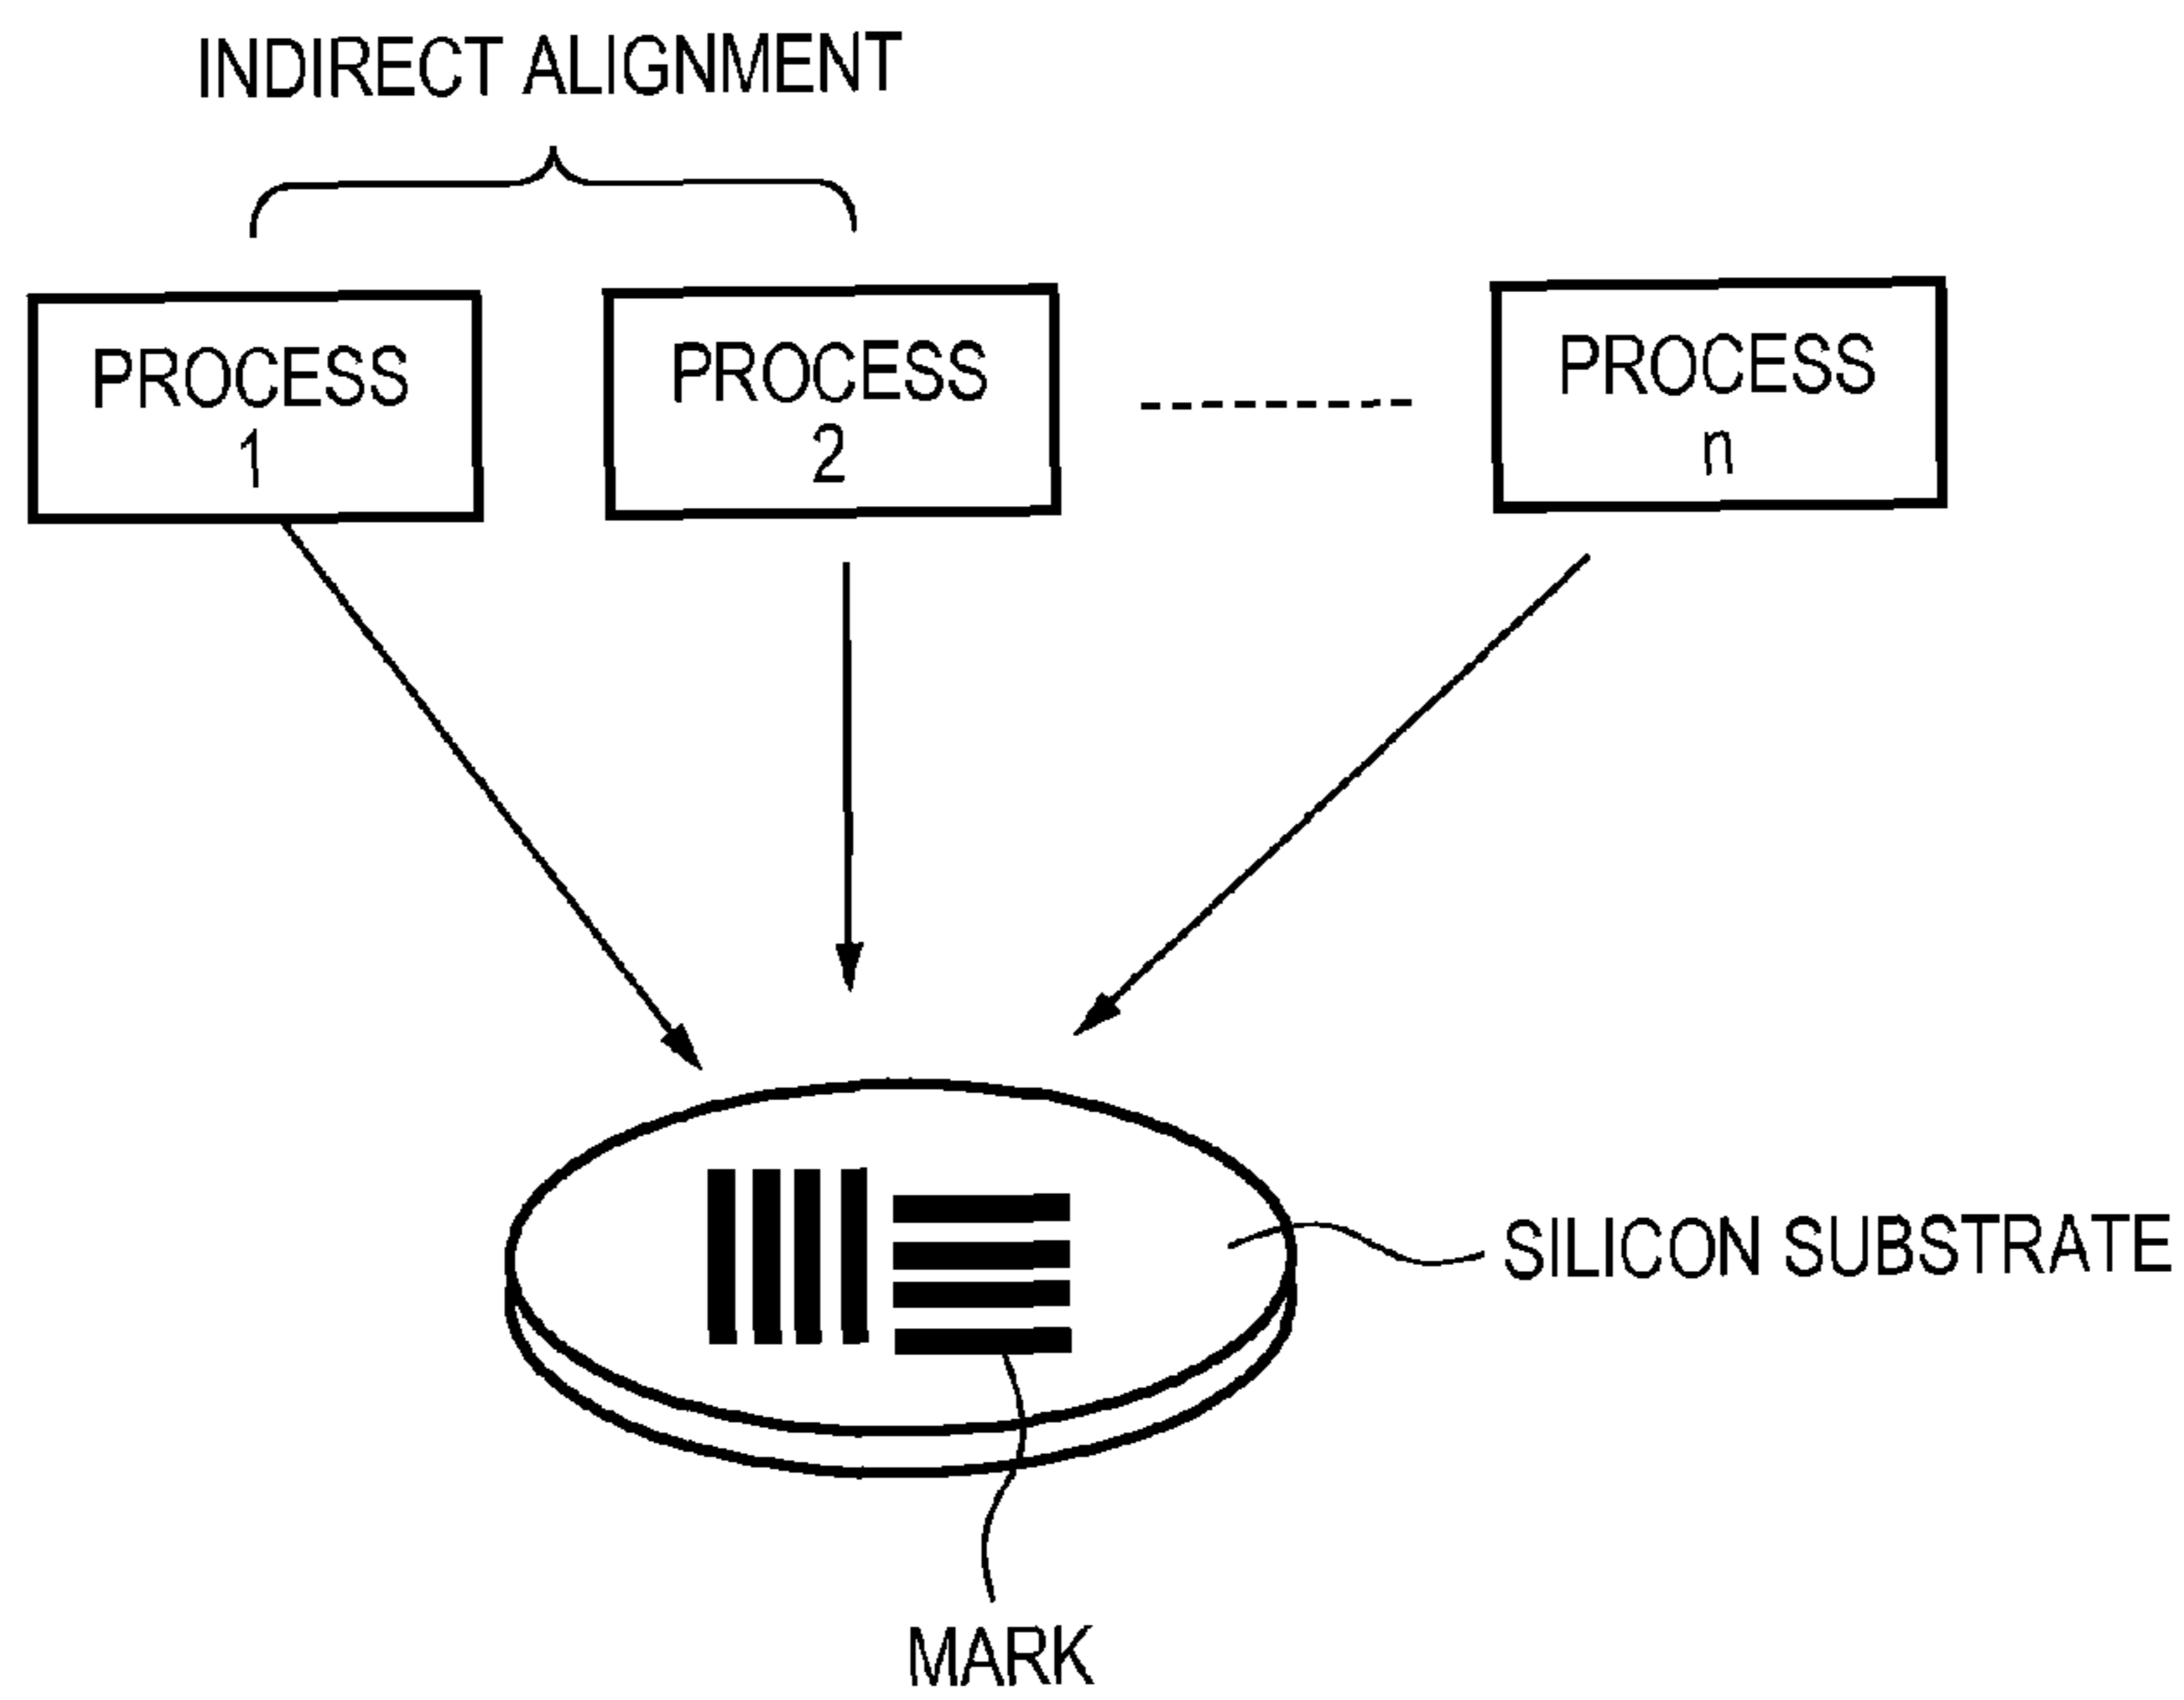 INDIRECT ALIGNMENT
PROCESS
1
PROCESS
2
PROCESS
n
SILICON SUBSTRATE
MARK